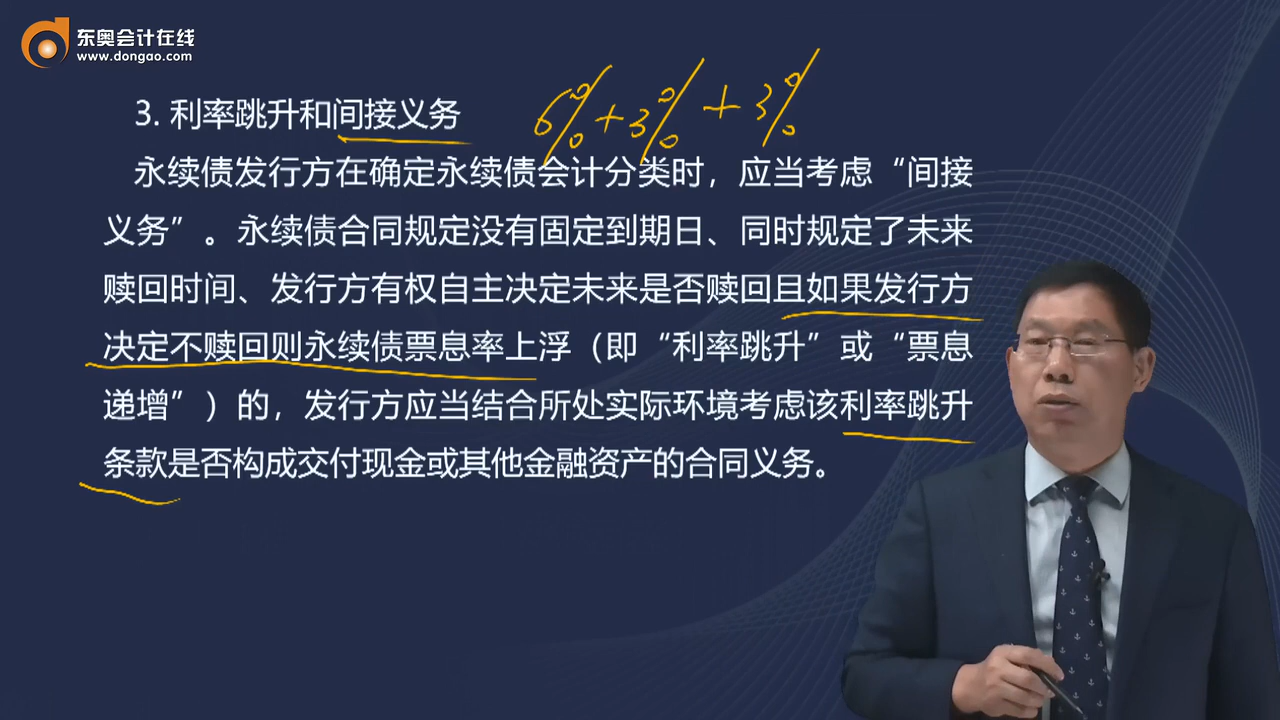 东奥会计在线
www.dongao.com
6%+3%+3%
3. 利率跳升和间接义务
永续债发行方在确定永续债会计分类时，应当考虑“间接
义务”。永续债合同规定没有固定到期日、同时规定了未来
赎回时间、发行方有权自主决定未来是否赎回且如果发行方
决定不赎回则永续债票息率上浮（即“利率跳升”或“票息
递增”）的，发行方应当结合所处实际环境考虑该利率跳升
条款是否构成交付现金或其他金融资产的合同义务。